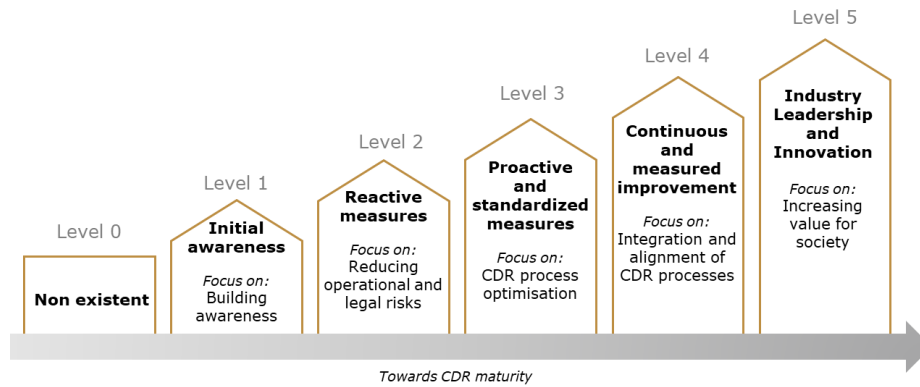 Level 0
Non existent
Level 1
Initial
awareness
Focus on:
Building
awareness
Level 2
Reactive
measures
Focus on:
Reducing
operational and
legal risks
Level 3
Proactive
and
standardized
measures
Focus on:
CDR process
optimisation
Level 4
Continuous
and
measured
improvement
Focus on:
Integration and
alignment of
CDR processes
Level 5
Industry
Leadership
and
Innovation
Focus on:
Increasing
value for
society
Towards CDR maturity